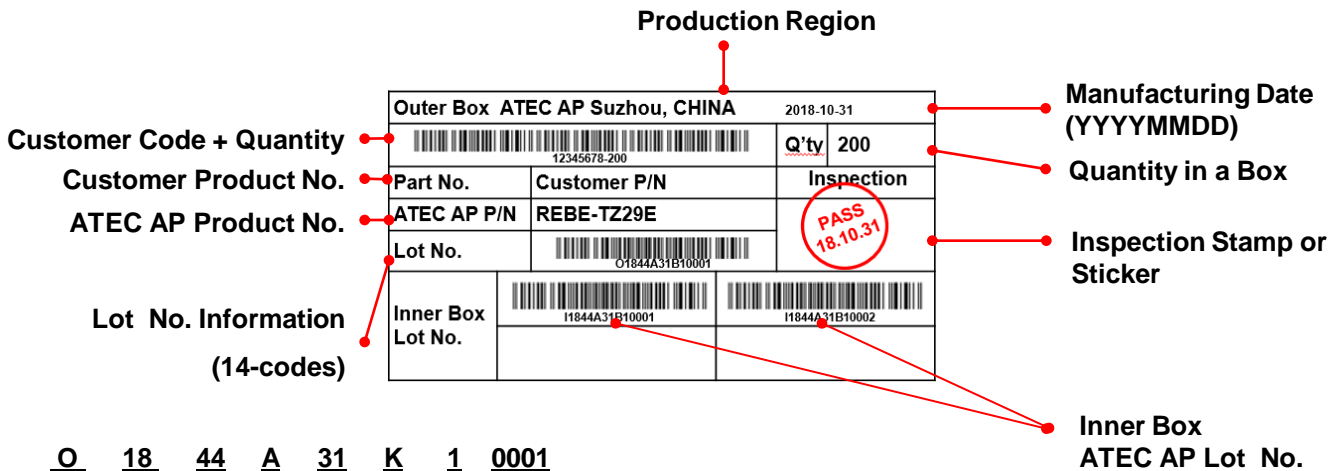 Production Region
Outer Box ATEC AP Suzhou, CHINA 2018-10-31
Manufacturing Date
(YYYYMMDD)
Customer Code + Quantity
12345678-200
Q'ty 200
Quantity in a Box
Customer Product No.
Part No. Customer P/N
Inspection
ATEC AP Product No.
ATEC AP P/N REBE-TZ29E
PASS
18.10.31
Inspection Stamp or
Sticker
Lot No.
O1844A31B10001
Lot No. Information
(14-codes)
Inner Box
Lot No.
I1844A31B10001
I1844A31B10002
Inner Box
ATEC AP Lot No.
O 18 44 A 31 K 1 0001